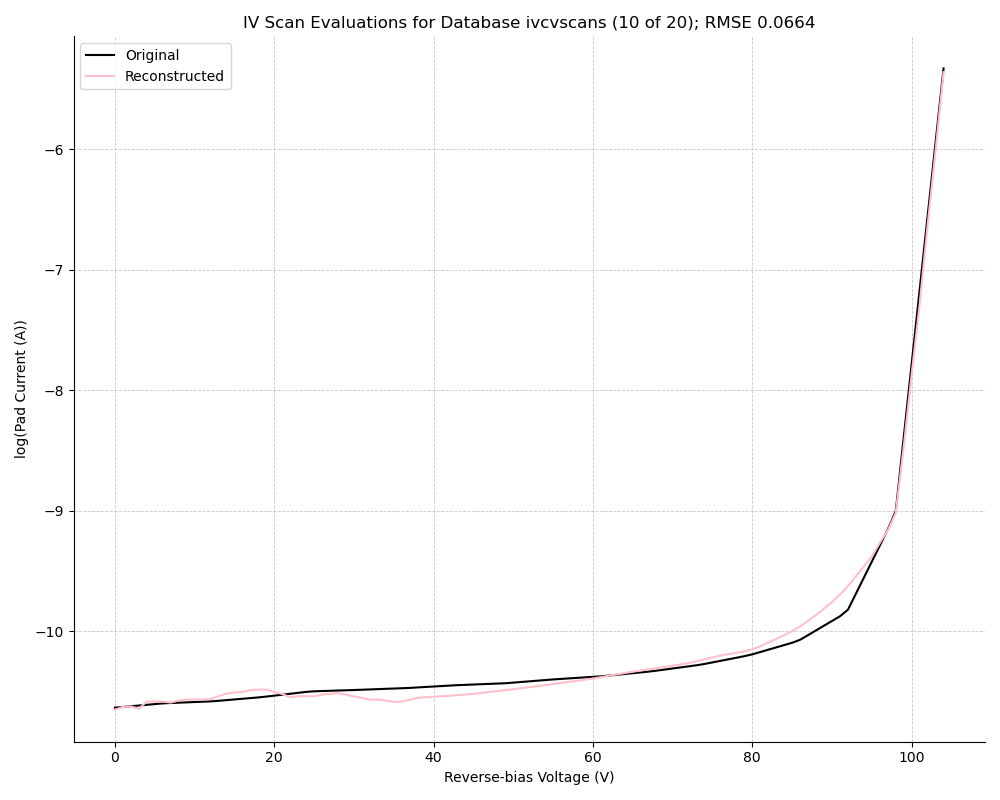 IV Scan Evaluations for Database ivcvscans (10 of 20); RMSE 0.0664
Original
Reconstructed
−6
−7
−8
−9
−10
log(Pad Current (A))
0
20
40
60
80
100
Reverse-bias Voltage (V)